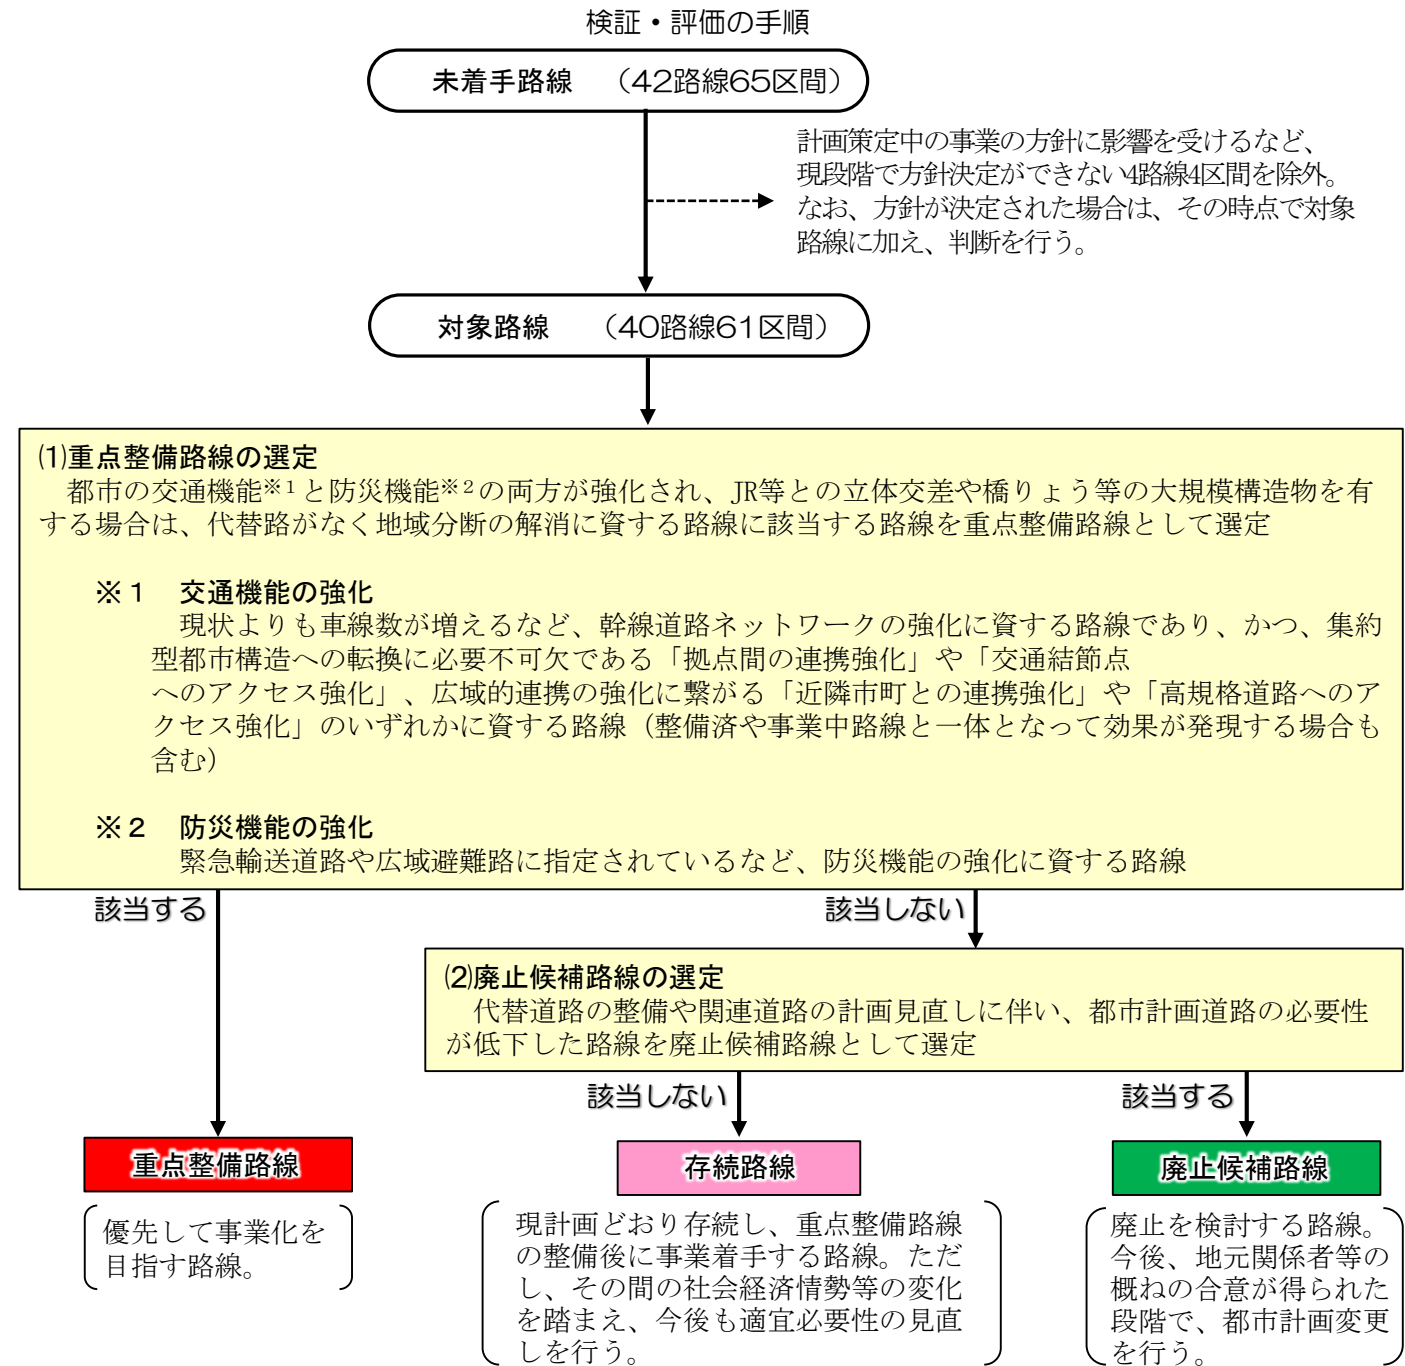 検証・評価の手順
未着手路線　（42路線65区間）
計画策定中の事業の方針に影響を受けるなど、
現段階で方針決定ができない4路線4区間を除外。
なお、方針が決定された場合は、その時点で対象
路線に加え、判断を行う。
対象路線　（40路線61区間）
⑴重点整備路線の選定
都市の交通機能※1と防災機能※2の両方が強化され、JR等との立体交差や橋りょう等の大規模構造物を有
する場合は、代替路がなく地域分断の解消に資する路線に該当する路線を重点整備路線として選定
※１　交通機能の強化
現状よりも車線数が増えるなど、幹線道路ネットワークの強化に資する路線であり、かつ、集約
型都市構造への転換に必要不可欠である「拠点間の連携強化」や「交通結節点
へのアクセス強化」、広域的連携の強化に繋がる「近隣市町との連携強化」や「高規格道路へのア
クセス強化」のいずれかに資する路線（整備済や事業中路線と一体となって効果が発現する場合も
含む）
※２　防災機能の強化
緊急輸送道路や広域避難路に指定されているなど、防災機能の強化に資する路線
該当する
該当しない
⑵廃止候補路線の選定
代替道路の整備や関連道路の計画見直しに伴い、都市計画道路の必要性
が低下した路線を廃止候補路線として選定
該当しない
該当する
重点整備路線
優先して事業化を
目指す路線。
存続路線
現計画どおり存続し、重点整備路線
の整備後に事業着手する路線。ただ
し、その間の社会経済情勢等の変化
を踏まえ、今後も適宜必要性の見直
しを行う。
廃止候補路線
廃止を検討する路線。
今後、地元関係者等の
概ねの合意が得られた
段階で、都市計画変更
を行う。